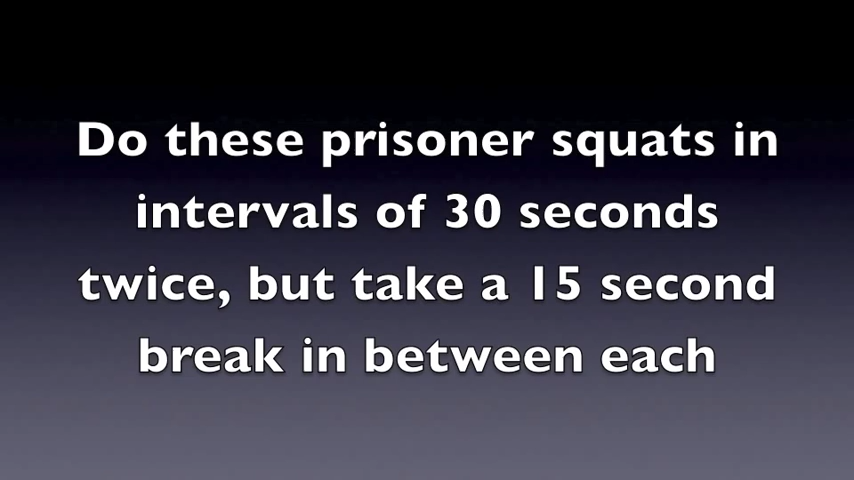 Do these prisoner squats in
intervals of 30 seconds
twice, but take a 15 second
break in between each